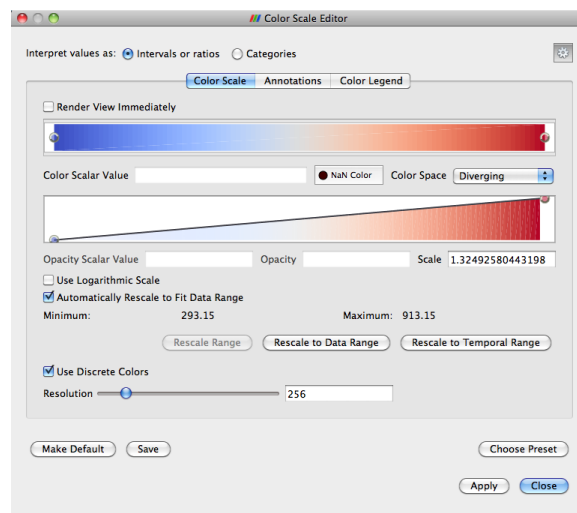 Color Scale Editor
Interpret values as: Intervals or ratios Categories
Color Scale Annotations Color Legend
Render View Immediately
Color Scalar Value NaN Color Color Space Diverging
Opacity Scalar Value Opacity Scale 1.32492580443198
Use Logarithmic Scale
Automatically Rescale to Fit Data Range
Minimum: 293.15 Maximum: 913.15
Rescale Range Rescale to Data Range Rescale to Temporal Range
Use Discrete Colors
Resolution 256
Make Default Save Choose Preset
Apply Close